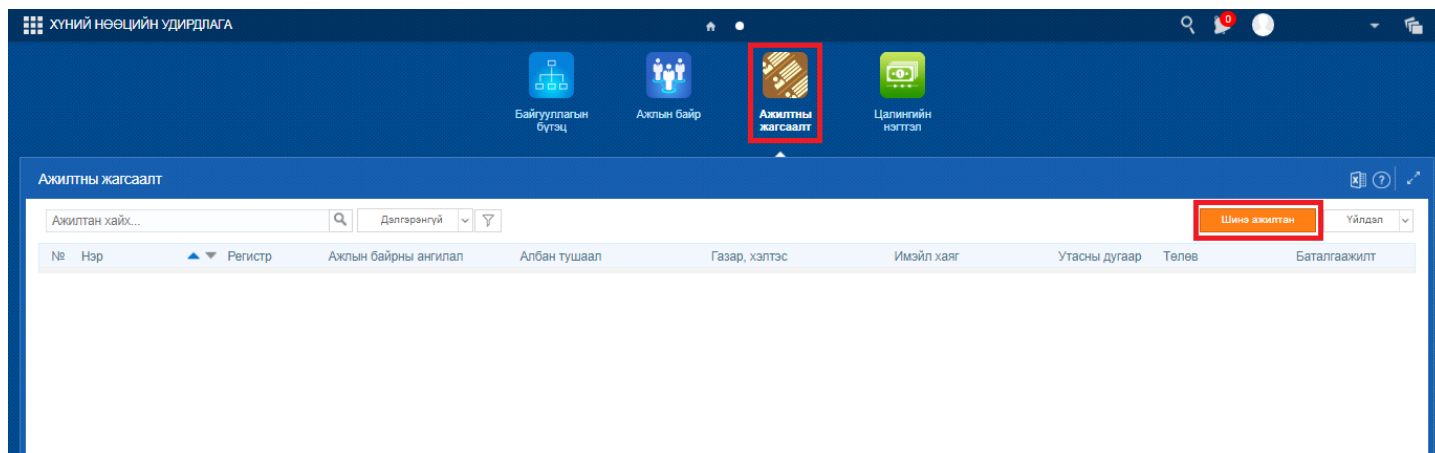 ХҮНИЙ НӨӨЦИЙН УДИРДЛАГА
0
Байгууллагын бүтэц
Ажлын байр
Ажилтны жагсаалт
Цалингийн нэгтгэл
Ажилтны жагсаалт
Ажилтан хайх...
Дэлгэрэнгүй
Шинэ ажилтан
Үйлдэл
№ Нэр Регистр Ажлын байрны ангилал Албан тушаал Газар, хэлтэс Имэйл хаяг Утасны дугаар Төлөв Баталгаажилт